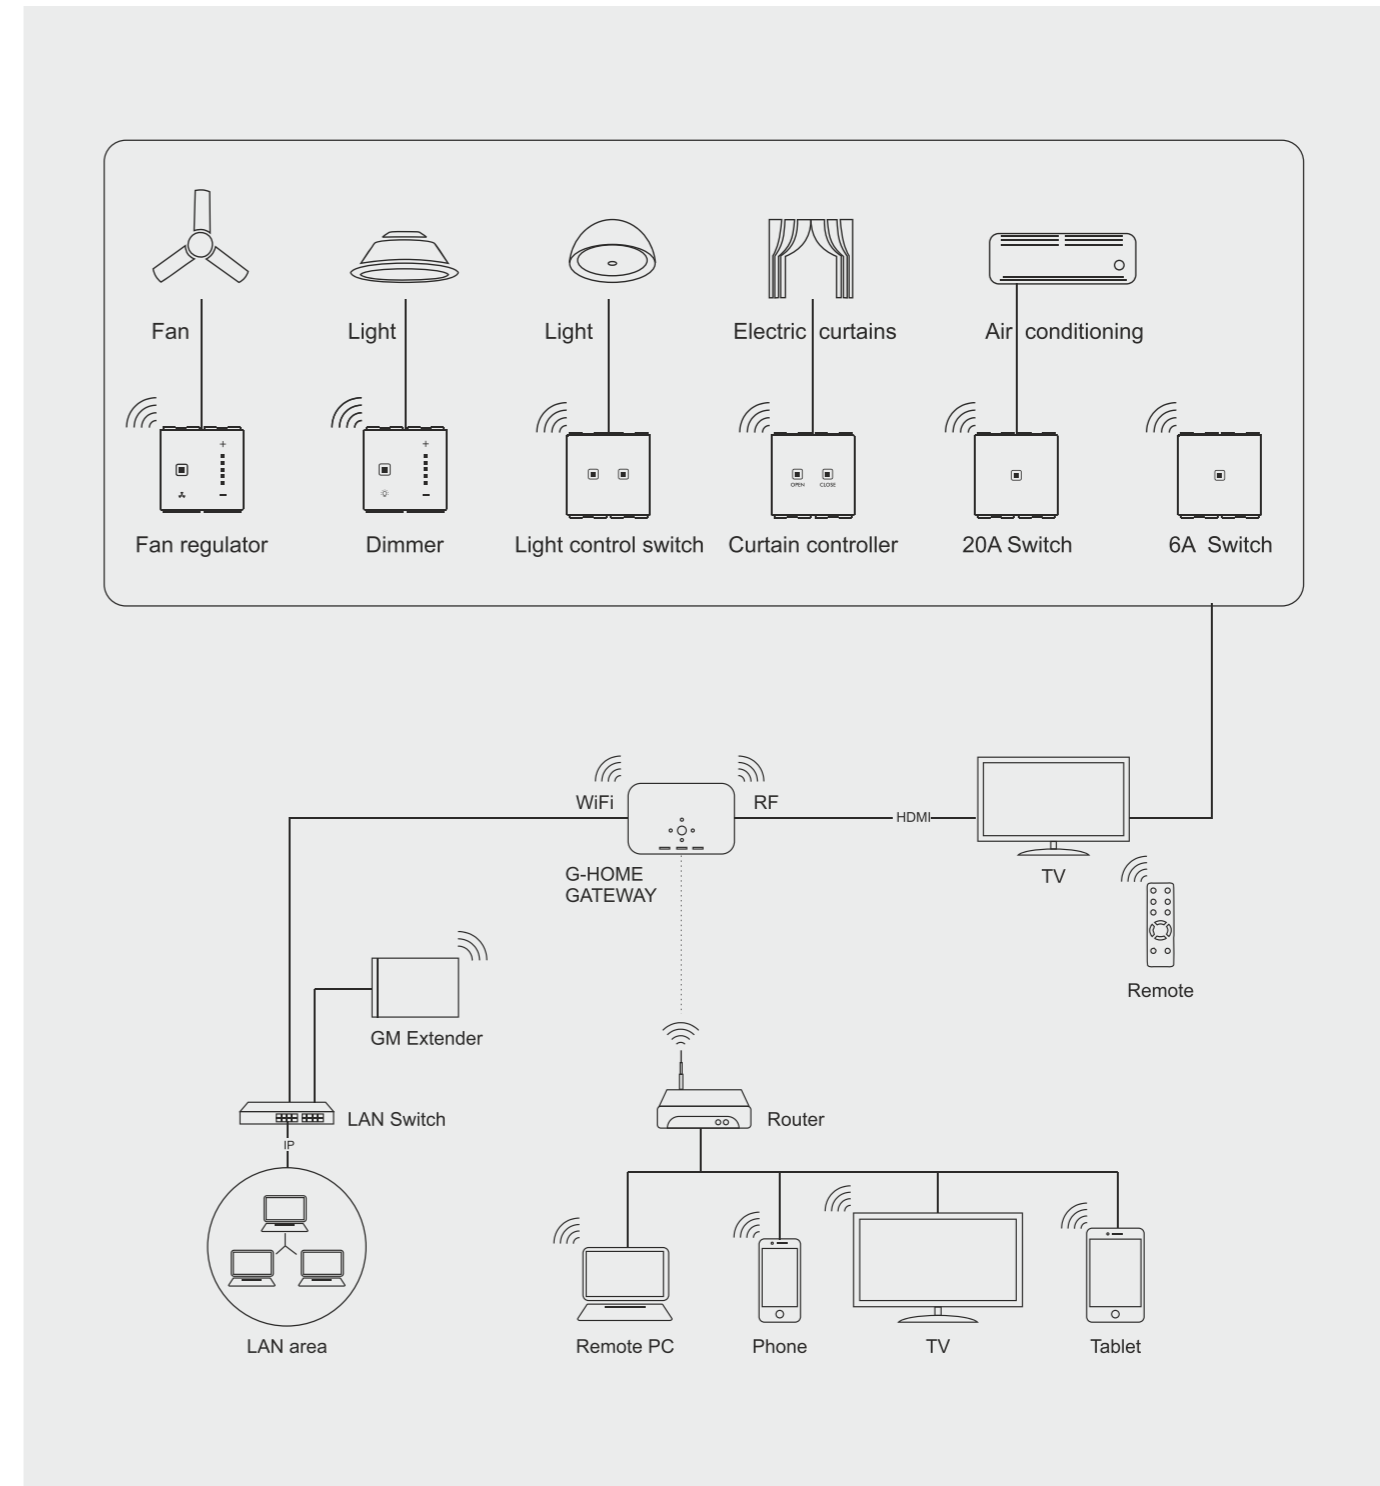 Fan
Light
Light
Electric curtains
Air conditioning
+
+
−
−
OPEN CLOSE
Fan regulator
Dimmer
Light control switch
Curtain controller
20A Switch
6A Switch
WiFi
RF
HDMI
G-HOME
GATEWAY
TV
Remote
GM Extender
LAN Switch
Router
IP
LAN area
Remote PC
Phone
TV
Tablet